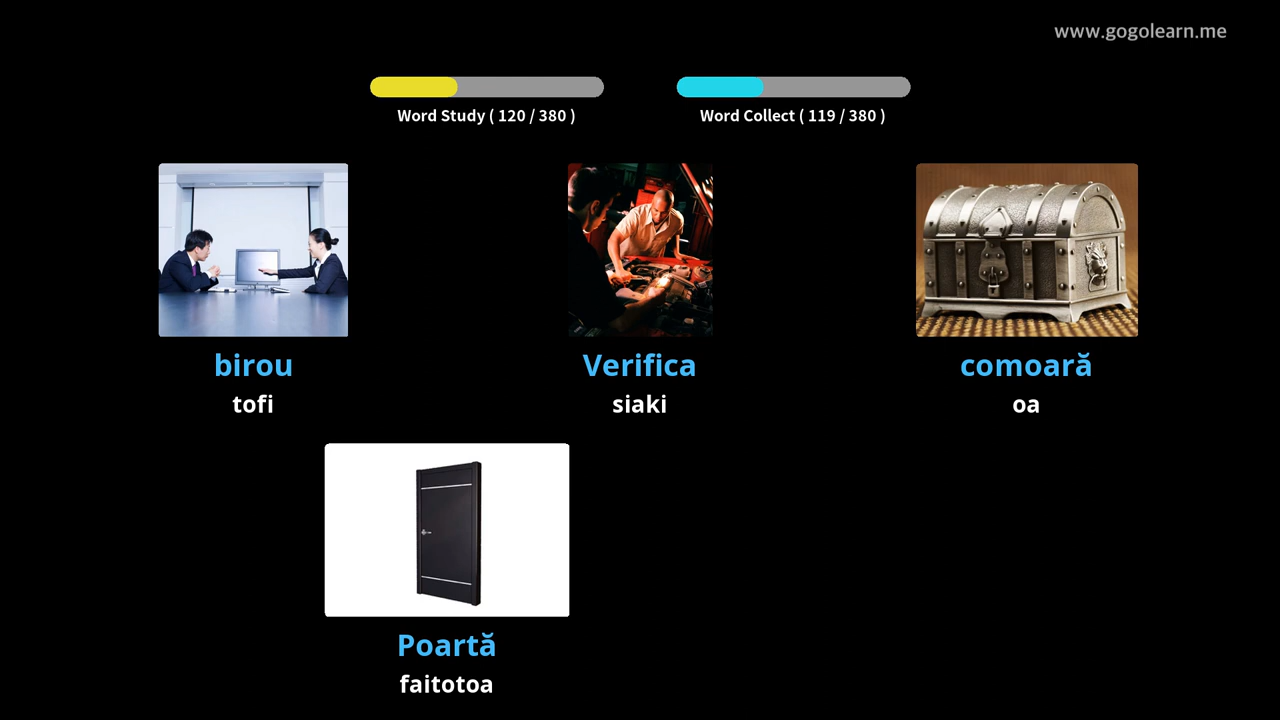 www.gogolearn.me
Word Study ( 120 / 380 )
Word Collect ( 119 / 380 )
birou
tofi
Verifica
siaki
comoară
oa
Poartă
faitotoa